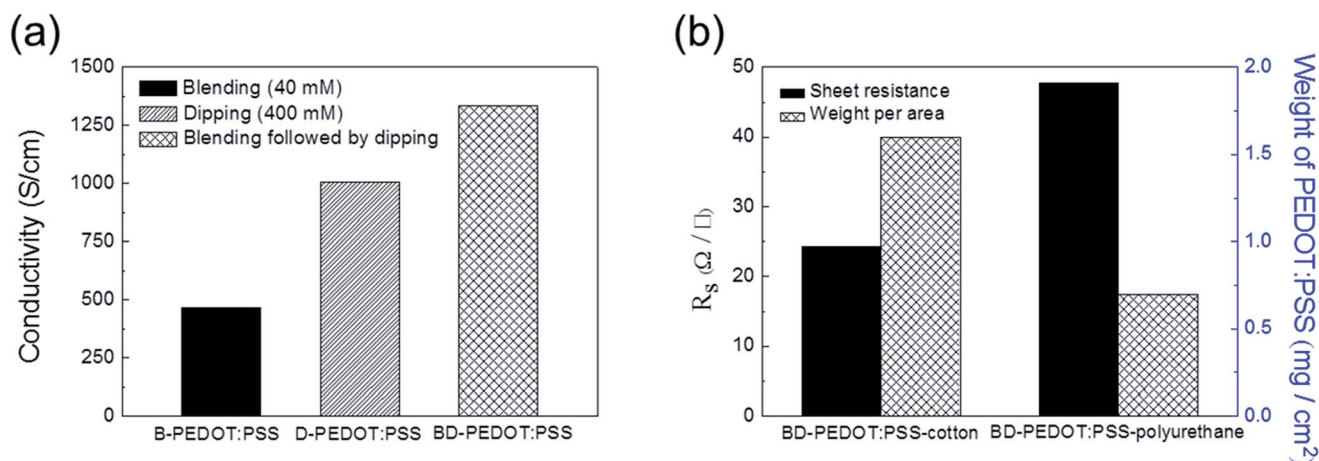 (a)
1500
1250
1000
750
500
250
0
Conductivity (S/cm)
Blending (40 mM)
Dipping (400 mM)
Blending followed by dipping
B-PEDOT:PSS
D-PEDOT:PSS
BD-PEDOT:PSS
(b)
50
40
30
20
10
0
R_S (Ω / □)
Sheet resistance
Weight per area
BD-PEDOT:PSS-cotton
BD-PEDOT:PSS-polyurethane
2.0
1.5
1.0
0.5
0.0
Weight of PEDOT:PSS (mg / cm²)